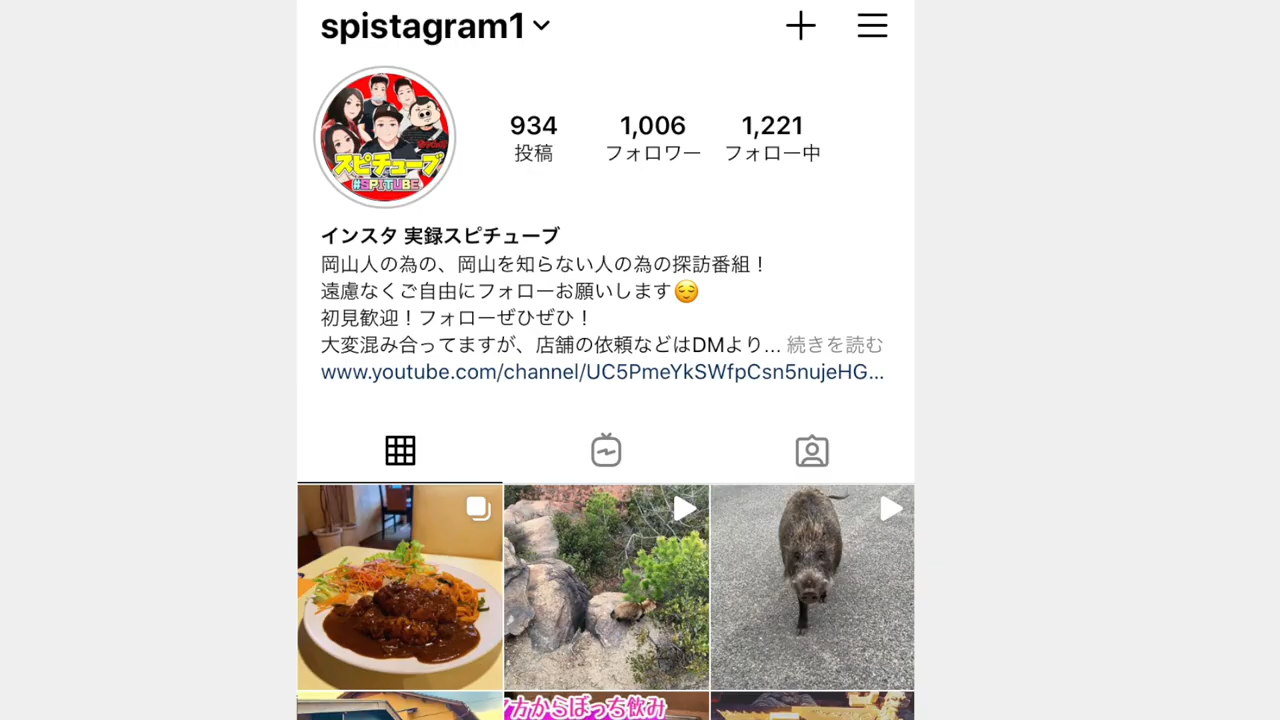 spistagram1
934
1,006
1,221
投稿
フォロワー
フォロー中
スピチューブ
#SPITUBE
インスタ 実録スピチューブ
岡山人の為の、岡山を知らない人の為の探訪番組！
遠慮なくご自由にフォローお願いします😌
初見歓迎！フォローぜひぜひ！
大変混み合ってますが、店舗の依頼などはDMより... 続きを読む
www.youtube.com/channel/UC5PmeYkSWfpCsn5nujeHG...
方からぼっち飲み